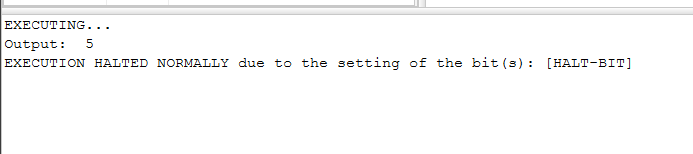 EXECUTING...
Output:  5
EXECUTION HALTED NORMALLY due to the setting of the bit(s): [HALT-BIT]